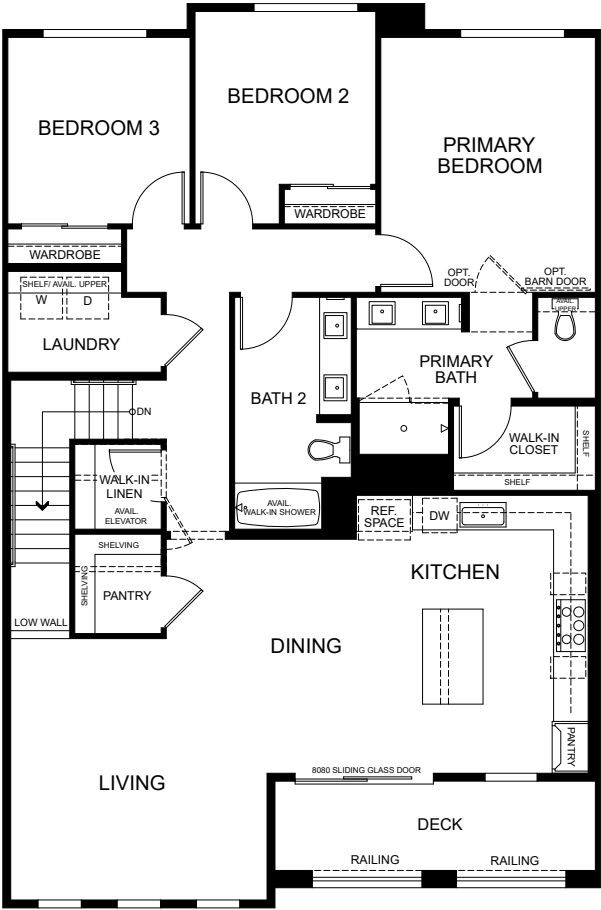 BEDROOM 2
BEDROOM 3
PRIMARY
BEDROOM
WARDROBE
WARDROBE
OPT.
DOOR
OPT.
BARN DOOR
SHELF/ AVAIL. UPPER
W
D
LAUNDRY
AVAIL.
UPPER
PRIMARY
BATH
BATH 2
DN
WALK-IN
CLOSET
SHELF
SHELF
WALK-IN
LINEN
AVAIL.
ELEVATOR
AVAIL.
WALK-IN SHOWER
REF.
SPACE
DW
SHELVING
SHELVING
PANTRY
KITCHEN
LOW WALL
DINING
PANTRY
8080 SLIDING GLASS DOOR
LIVING
DECK
RAILING
RAILING